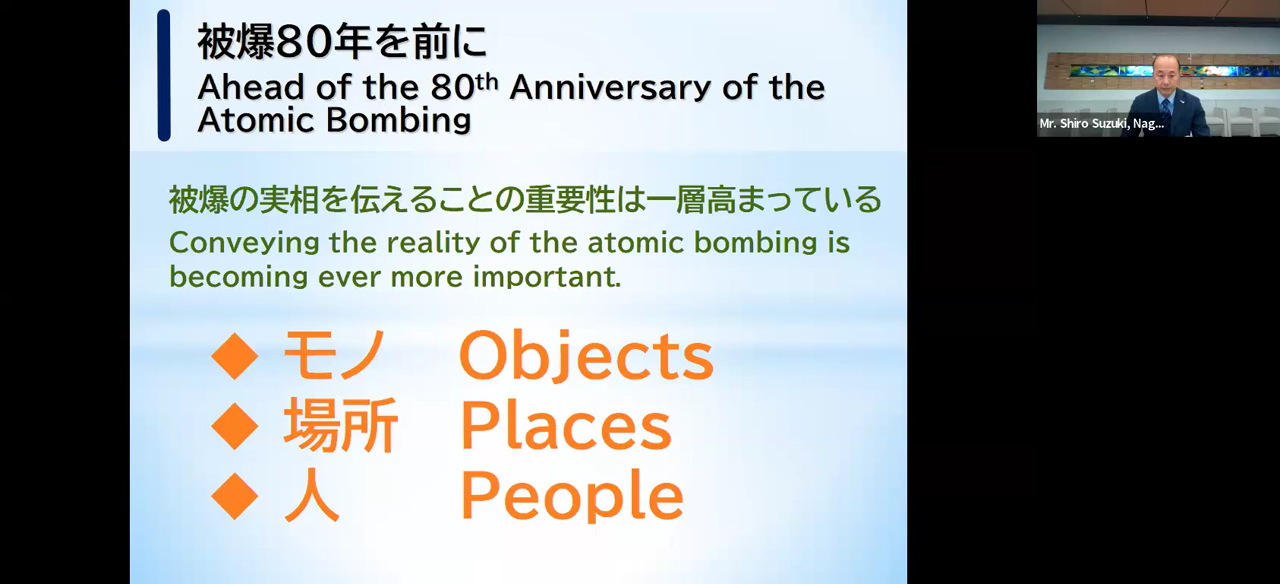 被爆80年を前に
Ahead of the 80th Anniversary of the
Atomic Bombing
被爆の実相を伝えることの重要性は一層高まっている
Conveying the reality of the atomic bombing is
becoming ever more important.
◆ モノ Objects
◆ 場所 Places
◆ 人 People
Mr. Shiro Suzuki, Nag...